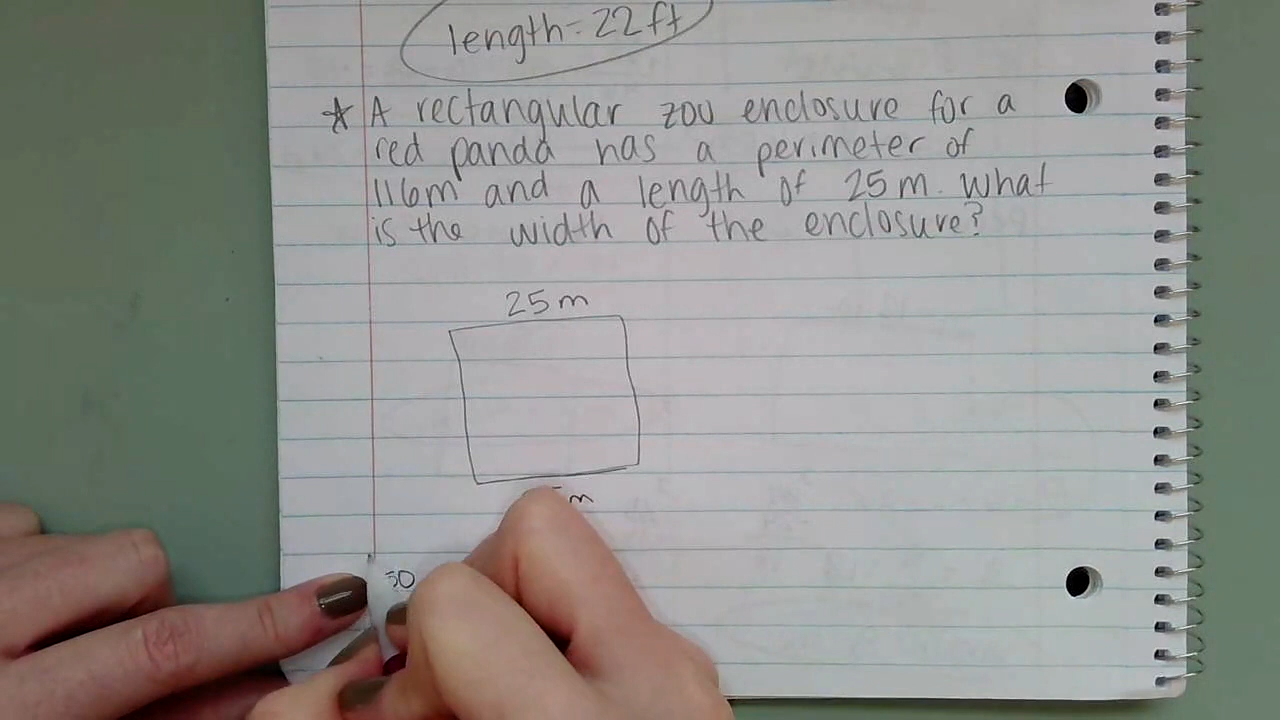 length = 22 ft
* A rectangular zoo enclosure for a
red panda has a perimeter of
116m and a length of 25 m. What
is the width of the enclosure?
25 m
m
50